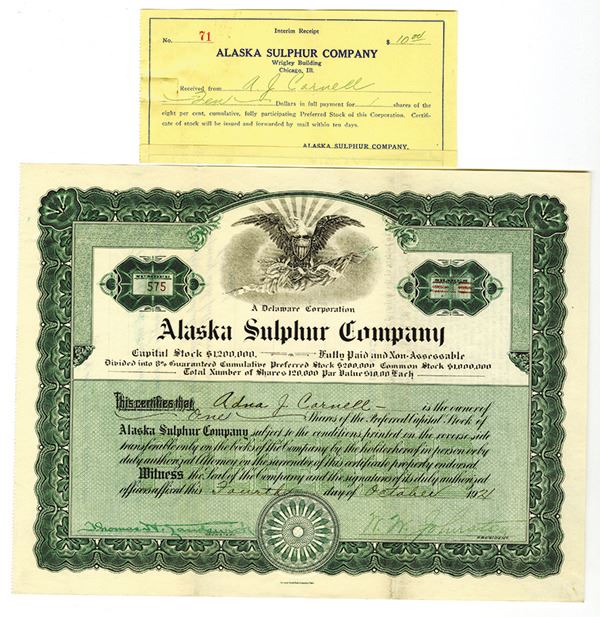 Interim Receipt
No. 71 $ 10.00
ALASKA SULPHUR COMPANY
Wrigley Building
Chicago, Ill.
Received from A. J. Carnell
Ten Dollars in full payment for 1 shares of the
eight per cent, cumulative, fully participating Preferred Stock of this Corporation. Certifi-
cate of stock will be issued and forwarded by mail within ten days.
ALASKA SULPHUR COMPANY.
NUMBER
575
SHARES
A Delaware Corporation
Alaska Sulphur Company
Capital Stock $1,200,000. Fully Paid and Non-Assessable
Divided into 8% Guaranteed Cumulative Preferred Stock $200,000 Common Stock $1,000,000
Total Number of Shares 120,000 Par Value $10.00 Each
This certifies that Adna J. Carnell is the owner of
One Shares of the Preferred Capital Stock of
Alaska Sulphur Company subject to the conditions printed on the reverse side
transferable only on the books of the Company by the holder hereof in person or by
duly authorized Attorney on the surrender of this certificate properly endorsed.
Witness the Seal of the Company and the signatures of its duly authorized
officers affixed this Fourth day of October 1921
Thomas H.
PRESIDENT